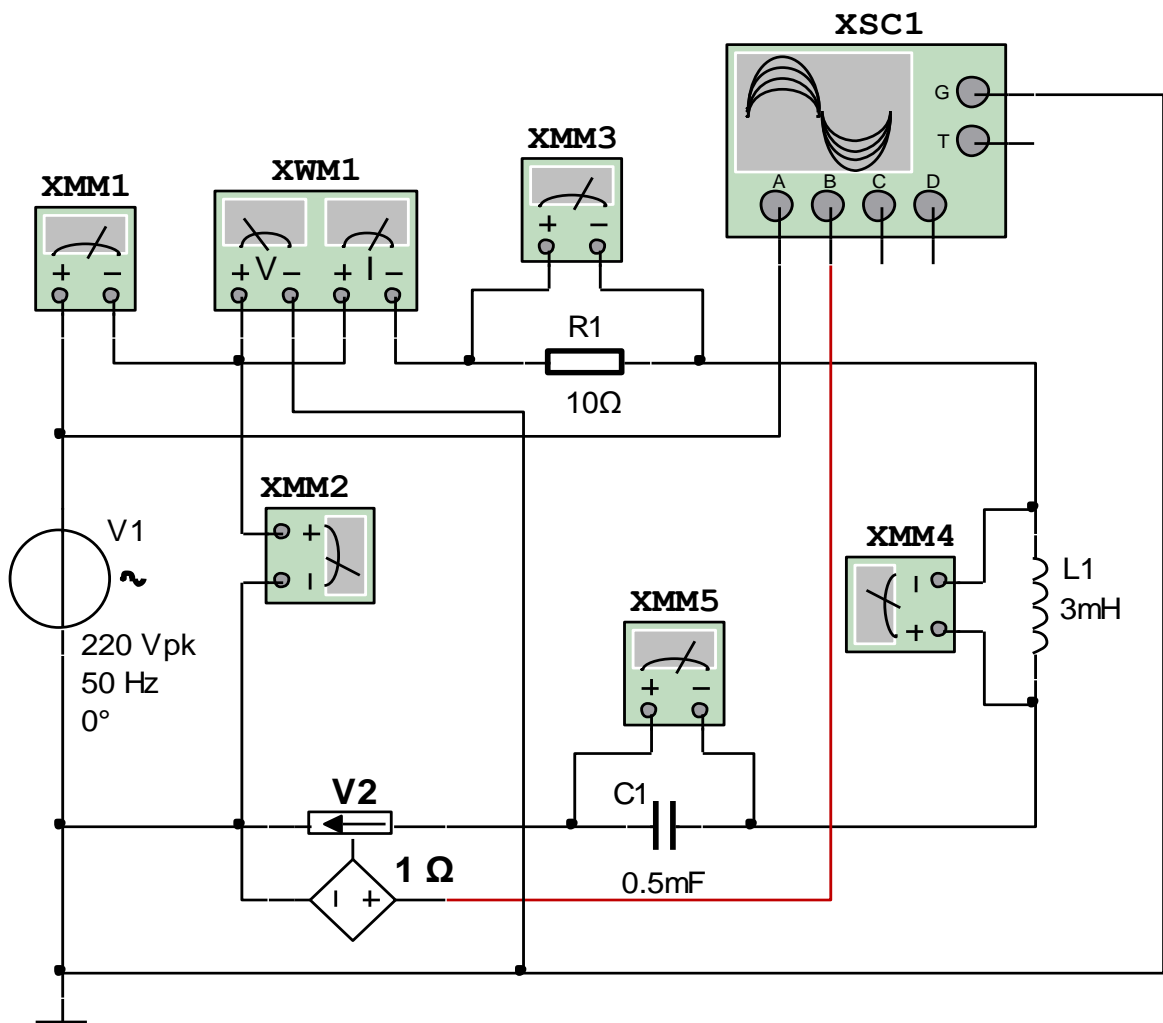 XSC1
G
T
A B C D
XMM3
+ −
XWM1
+ V − + I −
XMM1
+ −
R1
10Ω
XMM2
+
I
V1
220 Vpk
50 Hz
0°
XMM4
I
+
L1
3mH
XMM5
+ −
V2
C1
0.5mF
1 Ω
I +